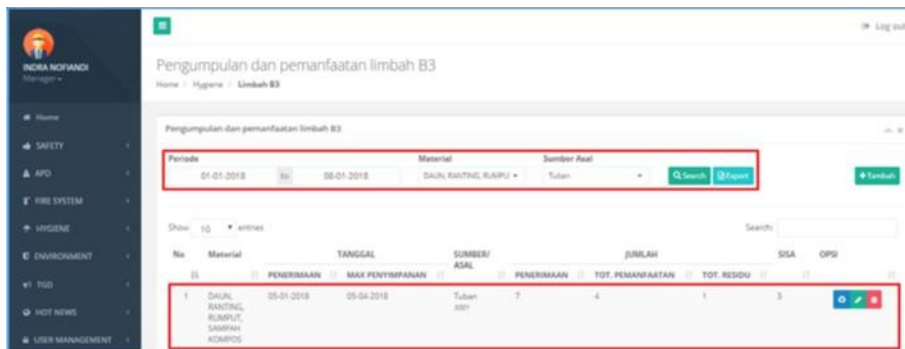 Log out
INDRA NOFIANDI
Manager
Home
SAFETY
APD
FIRE SYSTEM
HYGIENE
ENVIRONMENT
TGD
HOT NEWS
USER MANAGEMENT
Pengumpulan dan pemanfaatan limbah B3
Home / Hygiene / Limbah B3
Pengumpulan dan pemanfaatan limbah B3
Periode Material Sumber Asal
01-01-2018 to 08-01-2018 DAUN, RANTING, RUMPU Tuban Search Export +Tambah
Show 10 entries Search:
No Material TANGGAL SUMBER/ JUMLAH SISA OPSI
ASAL
PENERIMAAN MAX PENYIMPANAN PENERIMAAN TOT. PEMANFAATAN TOT. RESIDU
1 DAUN, 05-01-2018 05-04-2018 Tuban 7 4 1 3
RANTING,
RUMPUT,
SAMPAH
KOMPOS